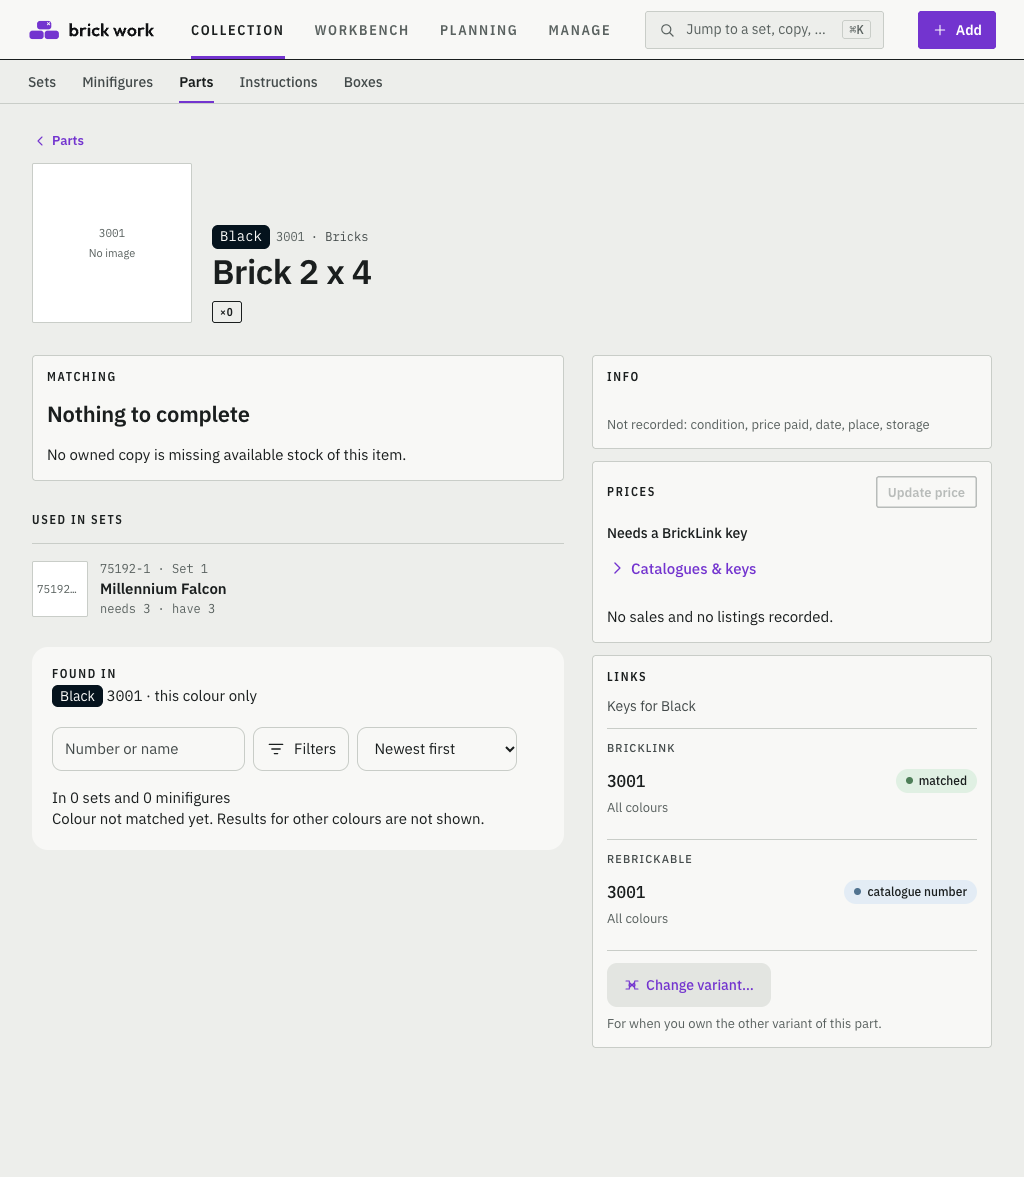 brick work
COLLECTION
WORKBENCH
PLANNING
MANAGE
Jump to a set, copy, ...
⌘K
Add
Sets
Minifigures
Parts
Instructions
Boxes
Parts
3001
No image
Black 3001 · Bricks
Brick 2 x 4
×0
MATCHING
Nothing to complete
No owned copy is missing available stock of this item.
USED IN SETS
75192…
75192-1 · Set 1
Millennium Falcon
needs 3 · have 3
FOUND IN
Black 3001 · this colour only
Number or name
Filters
Newest first
In 0 sets and 0 minifigures
Colour not matched yet. Results for other colours are not shown.
INFO
Not recorded: condition, price paid, date, place, storage
PRICES
Update price
Needs a BrickLink key
Catalogues & keys
No sales and no listings recorded.
LINKS
Keys for Black
BRICKLINK
3001
matched
All colours
REBRICKABLE
3001
catalogue number
All colours
Change variant...
For when you own the other variant of this part.